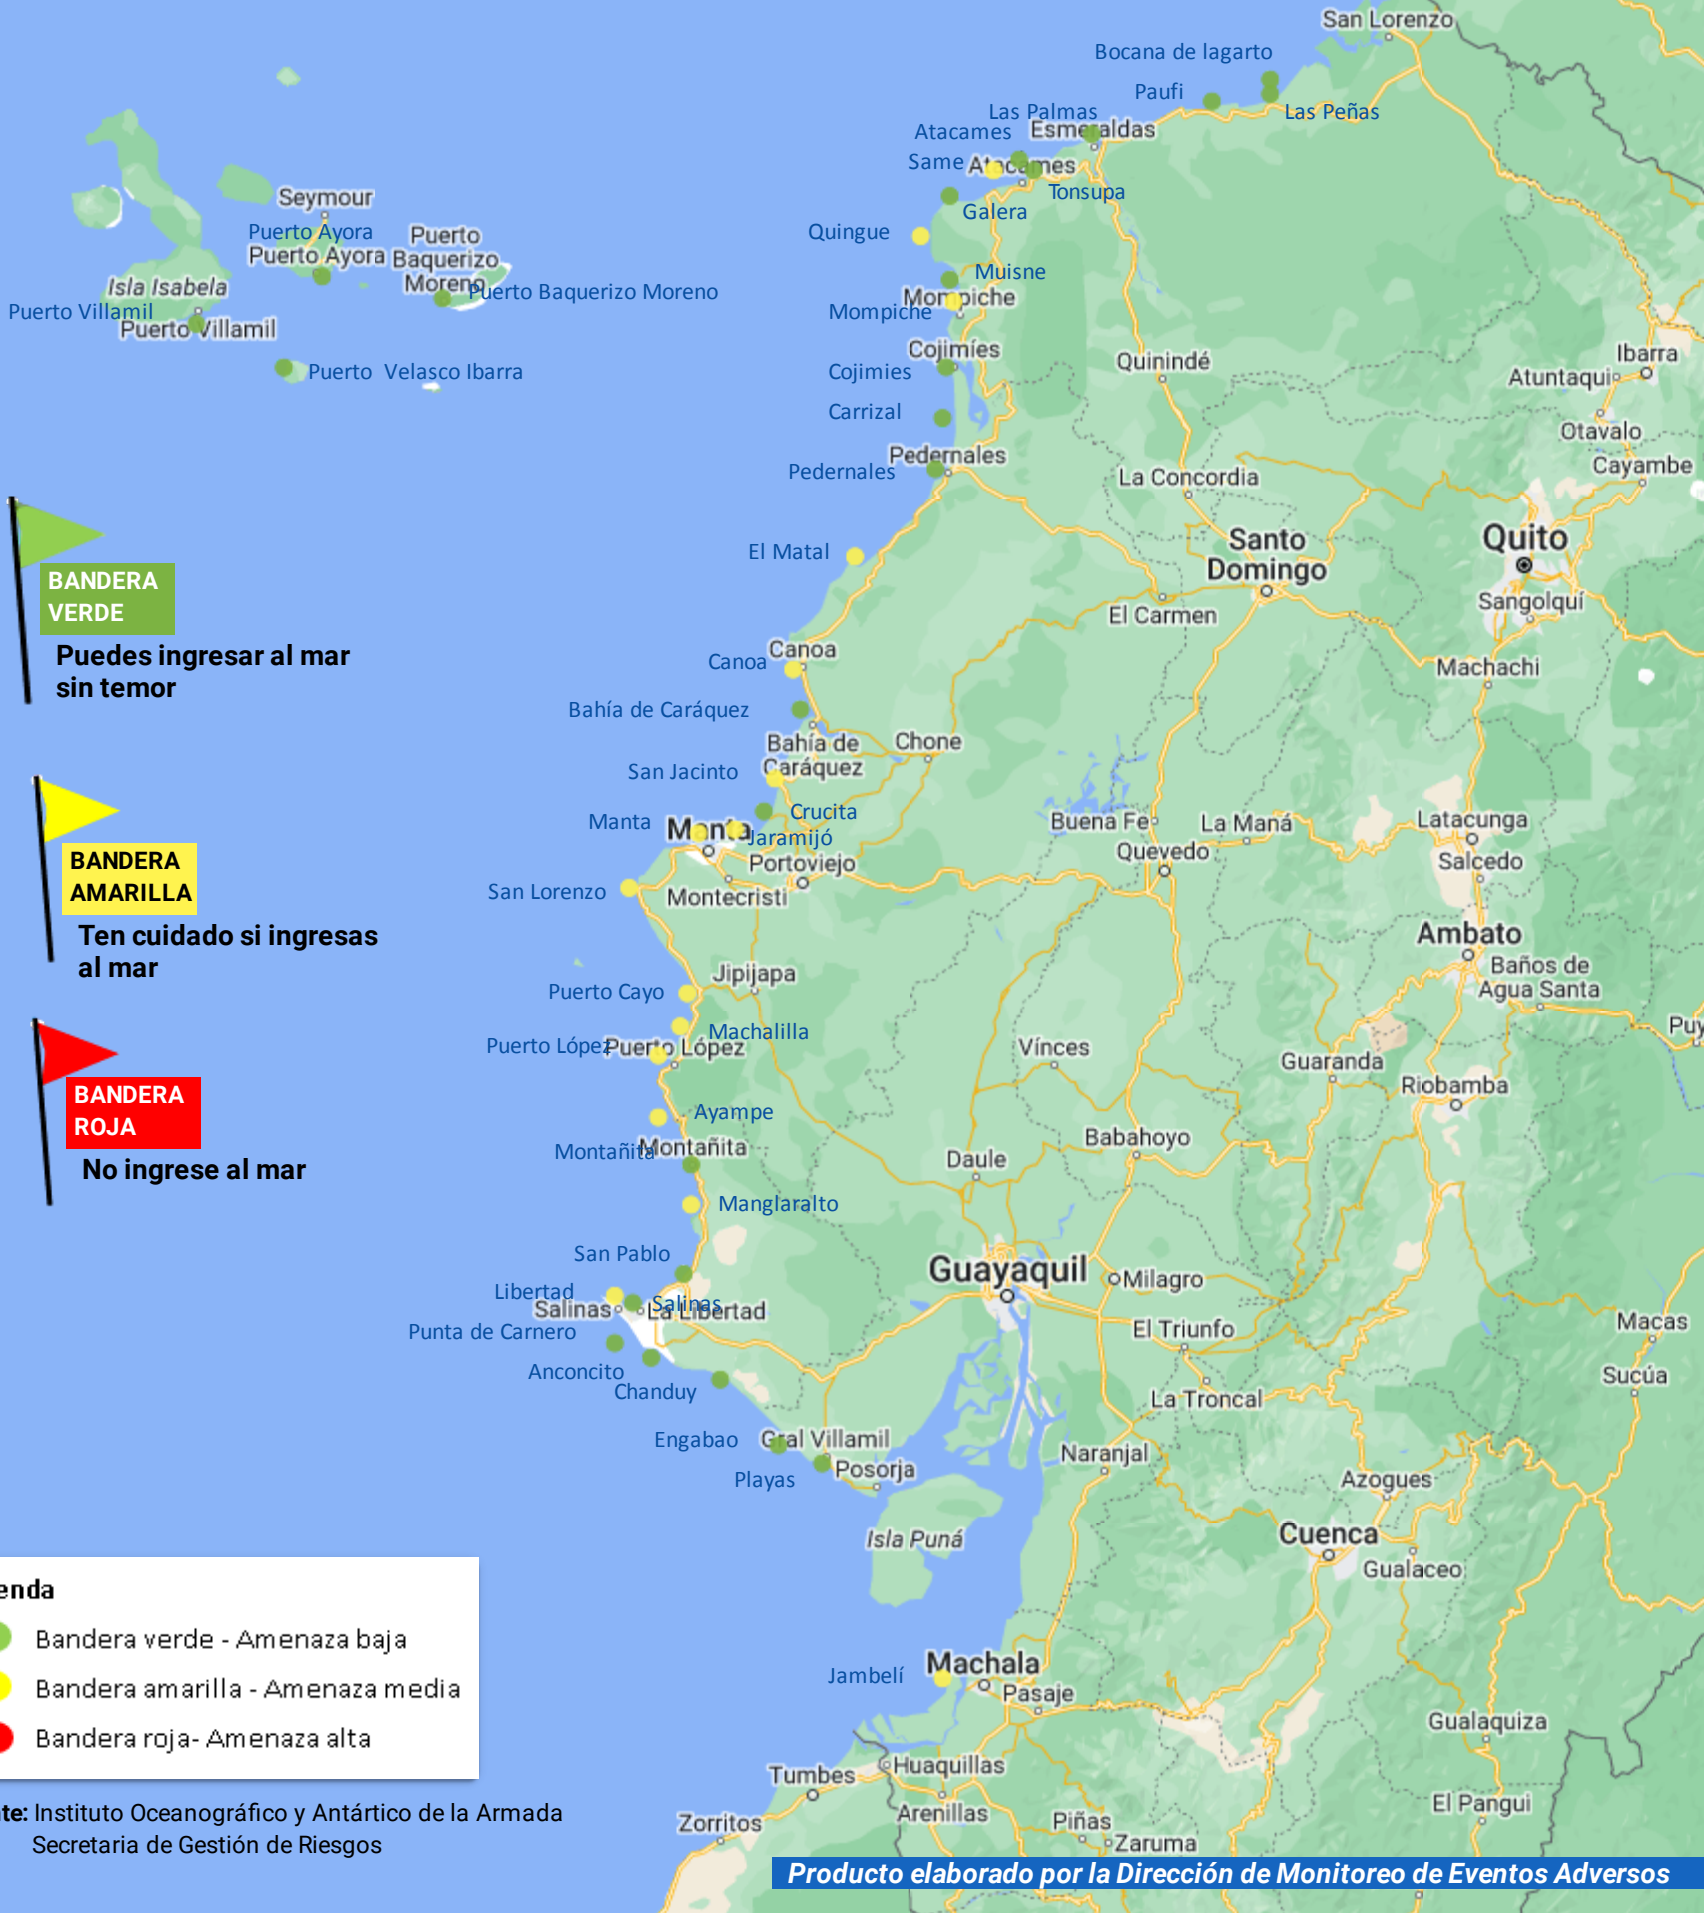 San Lorenzo
Bocana de lagarto
Paufi
Las Peñas
Las Palmas
Esmeraldas
Atacames
Same
Atacames
Tonsupa
Galera
Quingue
Muisne
Mompiche
Mompiche
Cojimíes
Cojimies
Carrizal
Pedernales
Pedernales
El Matal
Canoa
Canoa
Bahía de Caráquez
Bahía de
Caráquez
San Jacinto
Chone
Crucita
Manta
Manta
Jaramijó
Portoviejo
Montecristi
San Lorenzo
Jipijapa
Puerto Cayo
Machalilla
Puerto López
Puerto López
Ayampe
Montañita
Montañita
Manglaralto
San Pablo
Libertad
Salinas
Salinas
La Libertad
Punta de Carnero
Anconcito
Chanduy
Engabao
Gral Villamil
Playas
Posorja
Isla Puná
Jambelí
Machala
Pasaje
Huaquillas
Tumbes
Arenillas
Zorritos
Piñas
Zaruma
Seymour
Puerto Ayora
Puerto Ayora
Puerto
Baquerizo
Moreno
Puerto Baquerizo Moreno
Isla Isabela
Puerto Villamil
Puerto Villamil
Puerto Velasco Ibarra
Quinindé
Ibarra
Atuntaqui
Otavalo
Cayambe
La Concordia
Santo
Domingo
Quito
Sangolquí
El Carmen
Machachi
Buena Fe
La Maná
Latacunga
Quevedo
Salcedo
Ambato
Baños de
Agua Santa
Puy
Vínces
Guaranda
Riobamba
Babahoyo
Daule
Guayaquil
Milagro
El Triunfo
Macas
Sucúa
La Troncal
Naranjal
Azogues
Cuenca
Gualaceo
Gualaquiza
El Pangui
BANDERA
VERDE
Puedes ingresar al mar
sin temor
BANDERA
AMARILLA
Ten cuidado si ingresas
al mar
BANDERA
ROJA
No ingrese al mar
enda
Bandera verde - Amenaza baja
Bandera amarilla - Amenaza media
Bandera roja- Amenaza alta
te: Instituto Oceanográfico y Antártico de la Armada
Secretaria de Gestión de Riesgos
Producto elaborado por la Dirección de Monitoreo de Eventos Adversos